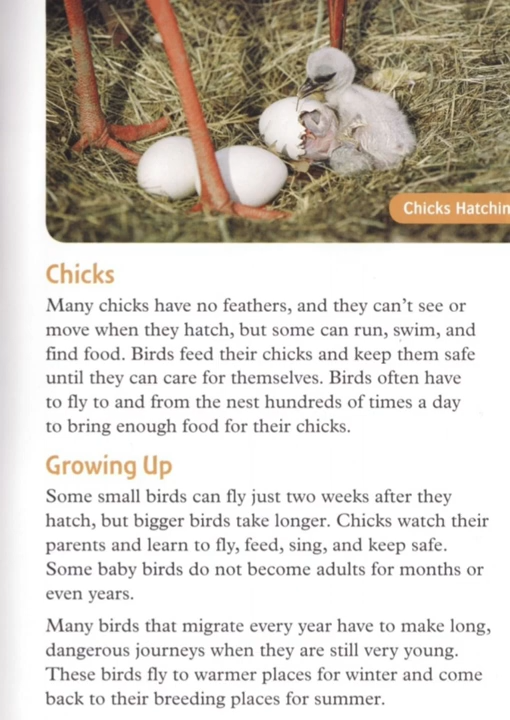 Chicks Hatchin
Chicks
Many chicks have no feathers, and they can't see or
move when they hatch, but some can run, swim, and
find food. Birds feed their chicks and keep them safe
until they can care for themselves. Birds often have
to fly to and from the nest hundreds of times a day
to bring enough food for their chicks.
Growing Up
Some small birds can fly just two weeks after they
hatch, but bigger birds take longer. Chicks watch their
parents and learn to fly, feed, sing, and keep safe.
Some baby birds do not become adults for months or
even years.
Many birds that migrate every year have to make long,
dangerous journeys when they are still very young.
These birds fly to warmer places for winter and come
back to their breeding places for summer.